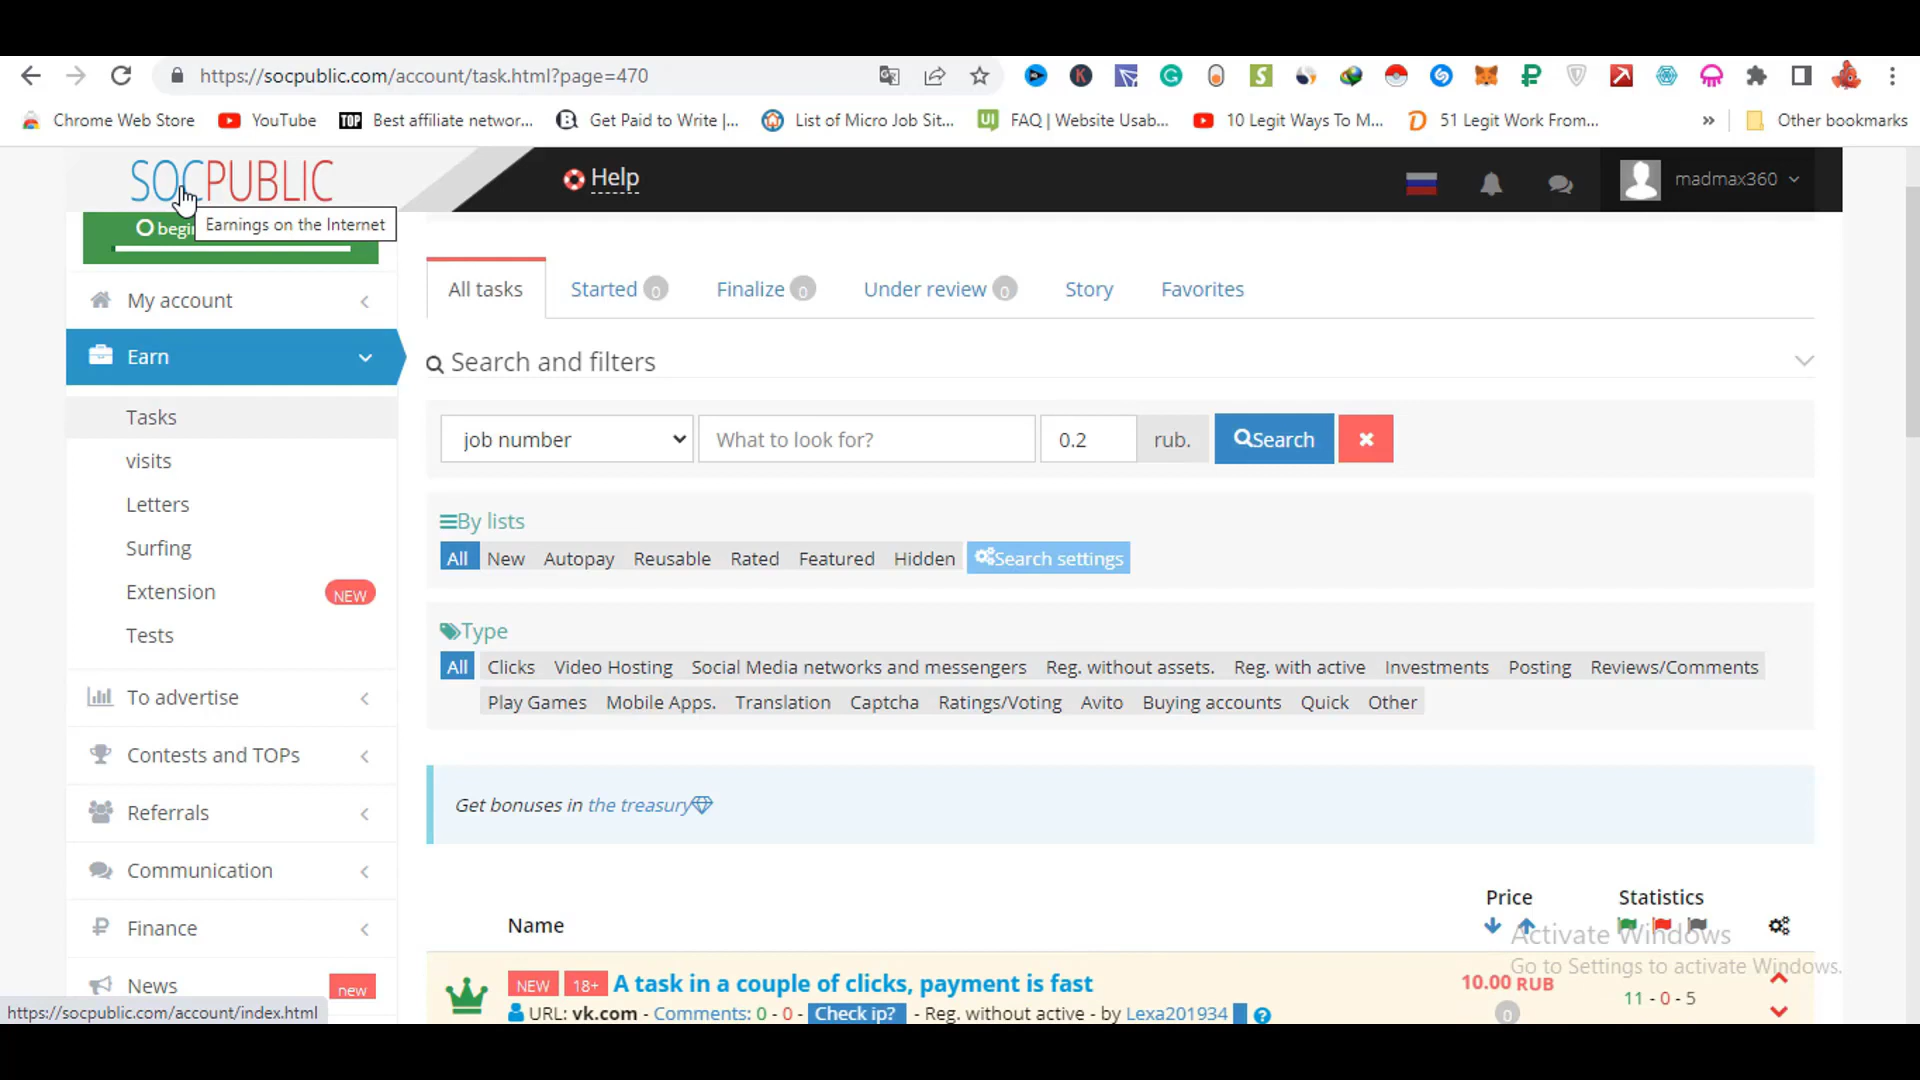 https://socpublic.com/account/task.html?page=470
Chrome Web Store YouTube TOP Best affiliate networ... Get Paid to Write |... List of Micro Job Sit... UI FAQ | Website Usab... 10 Legit Ways To M... 51 Legit Work From... » Other bookmarks
SOCPUBLIC Help madmax360
Earnings on the Internet
begi
My account
Earn
Tasks
visits
Letters
Surfing
Extension NEW
Tests
To advertise
Contests and TOPs
Referrals
Communication
Finance
News new
https://socpublic.com/account/index.html
All tasks Started 0 Finalize 0 Under review 0 Story Favorites
Search and filters
job number What to look for? 0.2 rub. Search
By lists
All New Autopay Reusable Rated Featured Hidden Search settings
Type
All Clicks Video Hosting Social Media networks and messengers Reg. without assets. Reg. with active Investments Posting Reviews/Comments
Play Games Mobile Apps. Translation Captcha Ratings/Voting Avito Buying accounts Quick Other
Get bonuses in the treasury
Name Price Statistics
Activate Windows
Go to Settings to activate Windows.
NEW 18+ A task in a couple of clicks, payment is fast 10.00 RUB
11 - 0 - 5
URL: vk.com - Comments: 0 - 0 - Check ip? - Reg. without active - by Lexa201934 ? 0